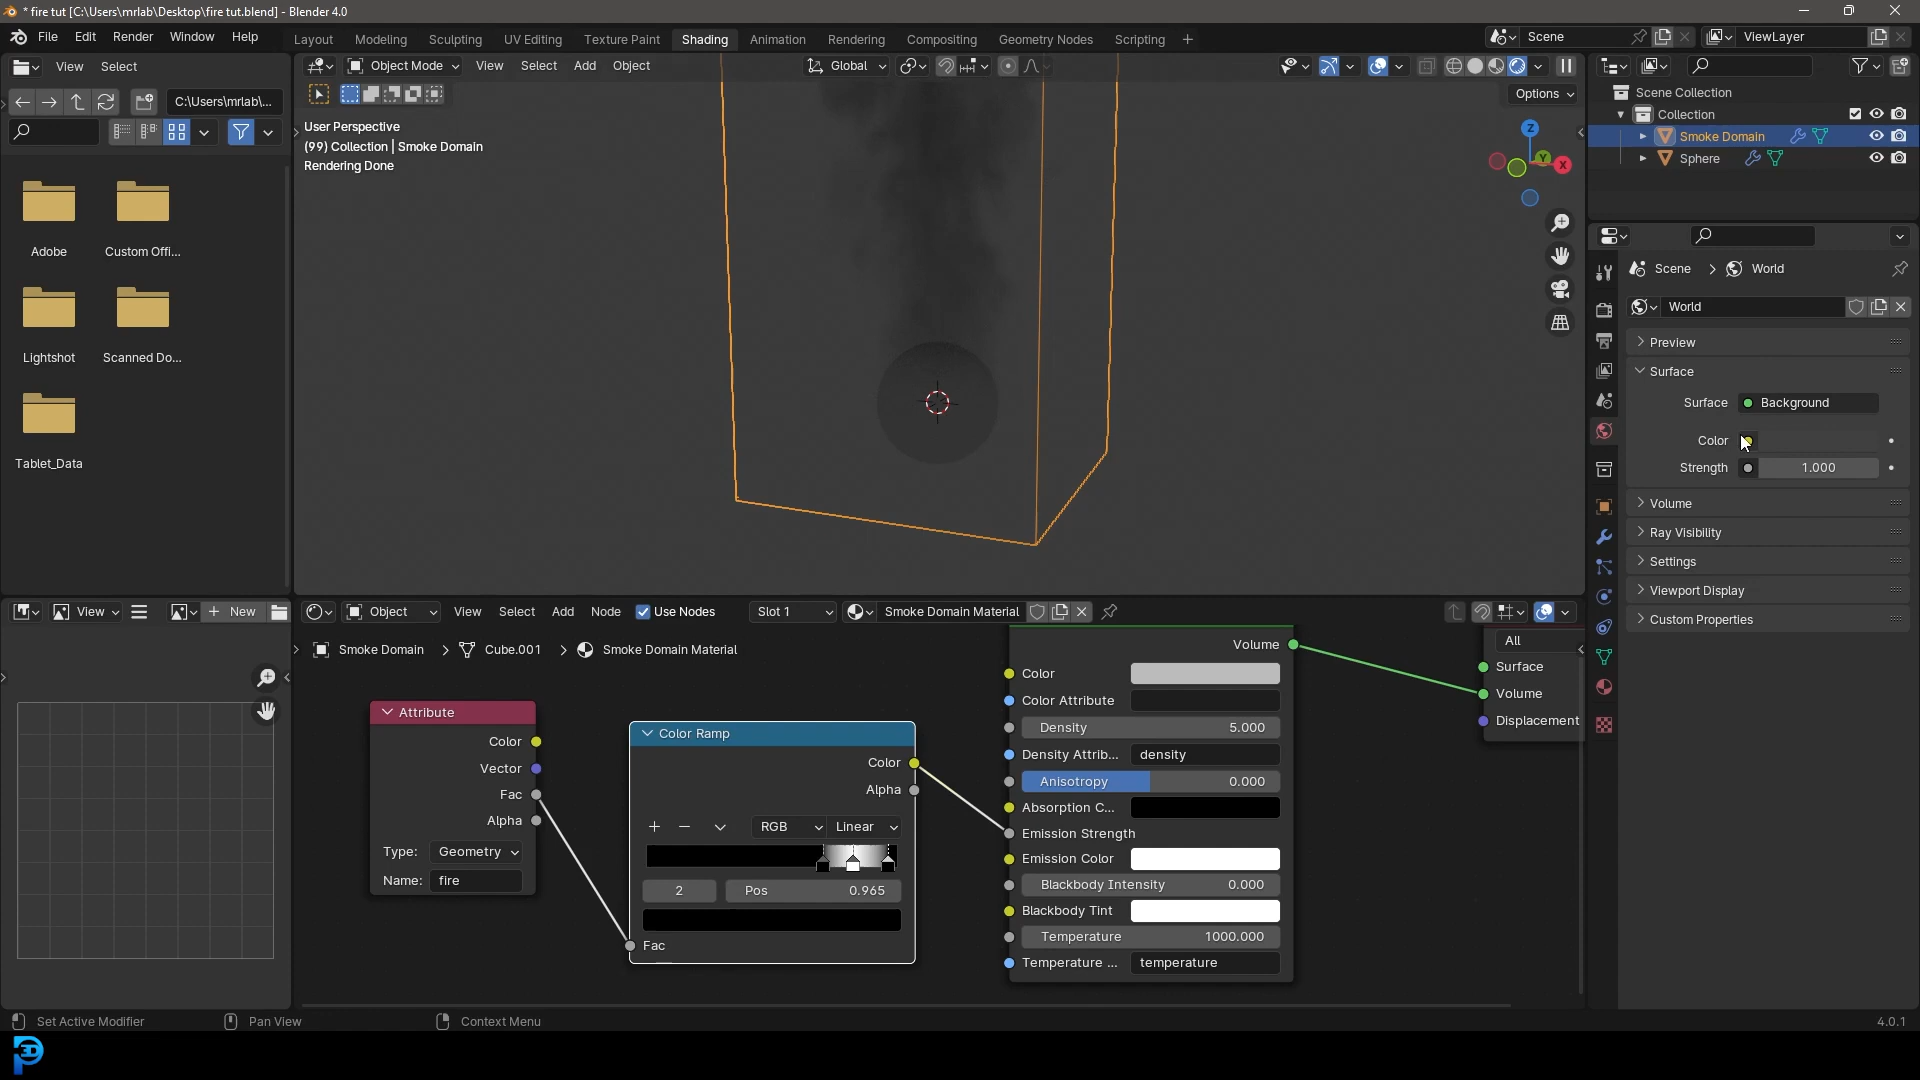 * fire tut [C:\Users\mrlab\Desktop\fire tut.blend] - Blender 4.0
File Edit Render Window Help
Layout Modeling Sculpting UV Editing Texture Paint Shading Animation Rendering Compositing Geometry Nodes Scripting +
Scene
ViewLayer
View Select
C:\Users\mrlab\...
Adobe
Custom Offi...
Lightshot
Scanned Do...
Tablet_Data
Object Mode View Select Add Object
Global
Options
User Perspective
(99) Collection | Smoke Domain
Rendering Done
Z
Y
X
Scene Collection
Collection
Smoke Domain
Sphere
Scene > World
World
Preview
Surface
Surface Background
Color
Strength 1.000
Volume
Ray Visibility
Settings
Viewport Display
Custom Properties
View
+ New
Object View Select Add Node Use Nodes Slot 1 Smoke Domain Material
Smoke Domain > Cube.001 > Smoke Domain Material
Attribute
Color
Vector
Fac
Alpha
Type: Geometry
Name: fire
Color Ramp
Color
Alpha
RGB Linear
2 Pos 0.965
Fac
Volume
Color
Color Attribute
Density 5.000
Density Attrib... density
Anisotropy 0.000
Absorption C...
Emission Strength
Emission Color
Blackbody Intensity 0.000
Blackbody Tint
Temperature 1000.000
Temperature ... temperature
All
Surface
Volume
Displacement
Set Active Modifier Pan View Context Menu
4.0.1